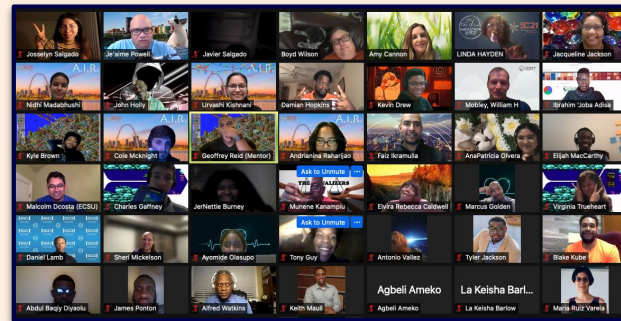 Josselyn Salgado
Je'aime Powell
Javier Salgado
Boyd Wilson
Amy Cannon
LINDA HAYDEN
Jacqueline Jackson
SC21
Nidhi Madabhushi
John Holly
A.I.R.
Urvashi Kishnani
Damian Hopkins
Kevin Drew
Mobley, William H
Ibrahim 'Joba Adisa
Kyle Brown
A.I.R.
Cole Mcknight
Geoffrey Reid (Mentor)
Andrianina Raharijao
Faiz Ikramulla
AnaPatricia Olvera
Elijah MacCarthy
Ask to Unmute ...
Malcolm Dcosta (ECSU)
Charles Gaffney
JerNettie Burney
Munene Kanampiu
Elvira Rebecca Caldwell
Marcus Golden
Virginia Trueheart
Ask to Unmute ...
Daniel Lamb
Sheri Mickelson
Ayomide Olasupo
Tony Guy
Antonio Vallez
Tyler Jackson
Blake Kube
Agbeli Ameko
La Keisha Barl...
Abdul Baqiy Diyaolu
James Ponton
Alfred Watkins
Keith Mauli
Agbeli Ameko
La Keisha Barlow
Maria Ruiz Varela